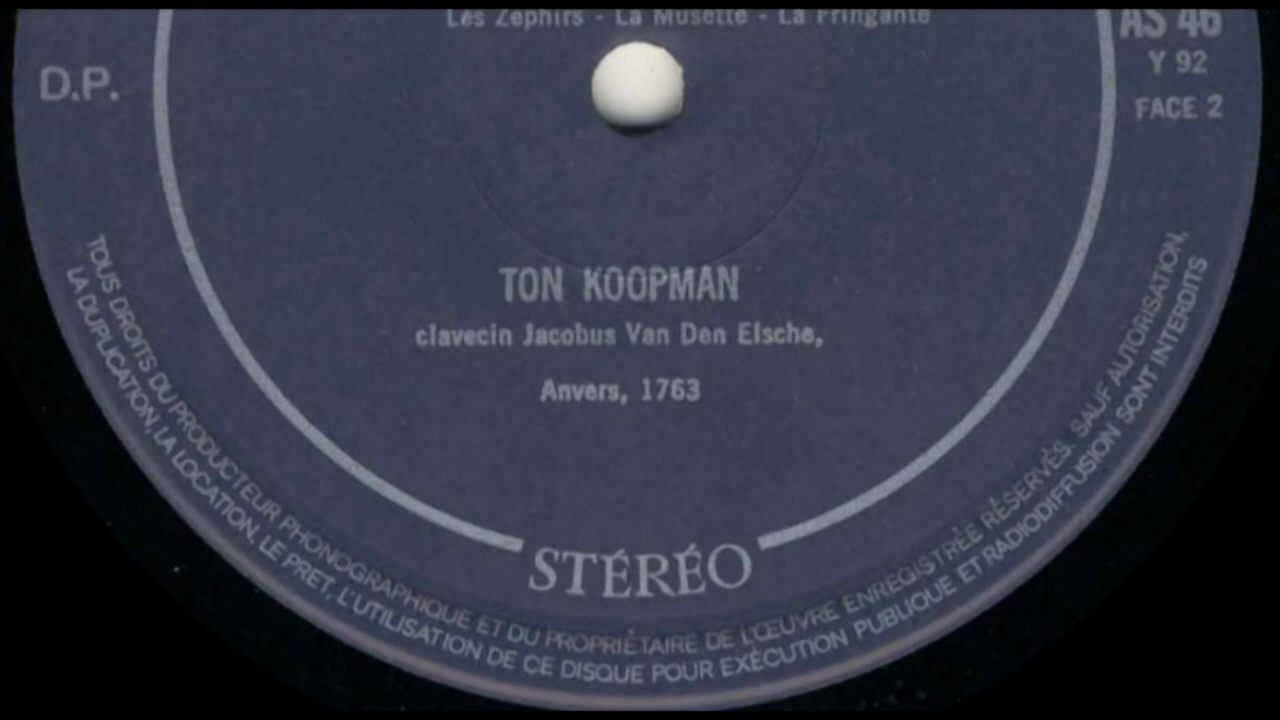 Les Zephirs - La Musette - La Fringante
AS 46
Y 92
FACE 2
D.P.
TON KOOPMAN
clavecin Jacobus Van Den Elsche,
Anvers, 1763
STÉRÉO
TOUS DROITS DU PRODUCTEUR PHONOGRAPHIQUE ET DU PROPRIÉTAIRE DE L'ŒUVRE ENREGISTRÉE RÉSERVÉS. SAUF AUTORISATION,
LA DUPLICATION, LA LOCATION, LE PRET, L'UTILISATION DE CE DISQUE POUR EXÉCUTION PUBLIQUE ET RADIODIFFUSION SONT INTERDITS